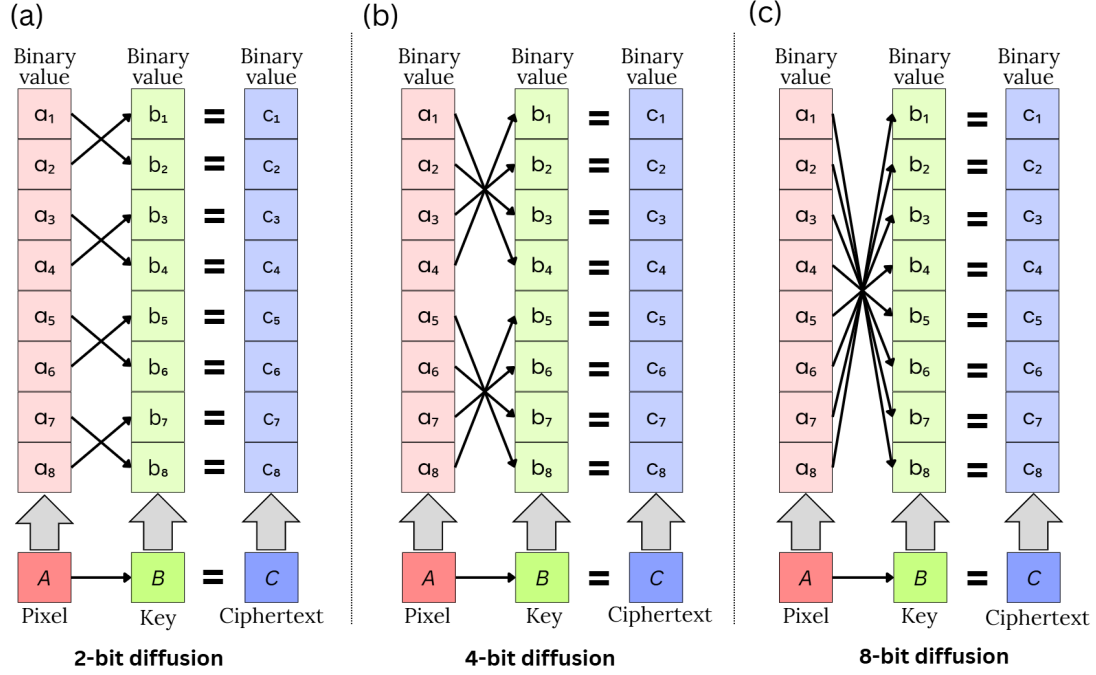 (a)
(b)
(c)
Binary value Binary value Binary value Binary value Binary value Binary value Binary value Binary value Binary value
a₁ b₁ = c₁ a₁ b₁ = c₁ a₁ b₁ = c₁
a₂ b₂ = c₂ a₂ b₂ = c₂ a₂ b₂ = c₂
a₃ b₃ = c₃ a₃ b₃ = c₃ a₃ b₃ = c₃
a₄ b₄ = c₄ a₄ b₄ = c₄ a₄ b₄ = c₄
a₅ b₅ = c₅ a₅ b₅ = c₅ a₅ b₅ = c₅
a₆ b₆ = c₆ a₆ b₆ = c₆ a₆ b₆ = c₆
a₇ b₇ = c₇ a₇ b₇ = c₇ a₇ b₇ = c₇
a₈ b₈ = c₈ a₈ b₈ = c₈ a₈ b₈ = c₈
A B = C A B = C A B = C
Pixel Key Ciphertext Pixel Key Ciphertext Pixel Key Ciphertext
2-bit diffusion 4-bit diffusion 8-bit diffusion